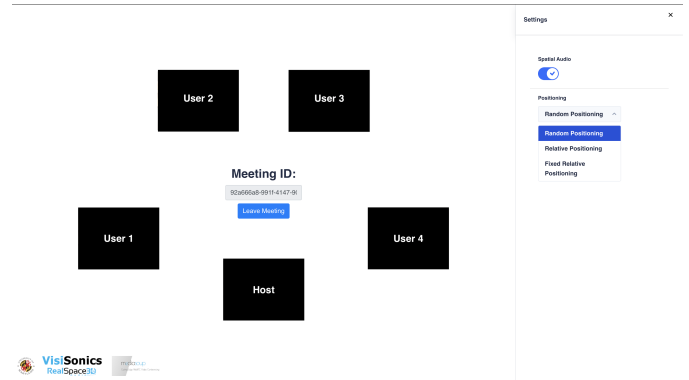 Settings
×
Spatial Audio
Positioning
Random Positioning
Random Positioning
Relative Positioning
Fixed Relative
Positioning
User 2
User 3
Meeting ID:
92a666a8-991f-4147-9
Leave Meeting
User 1
User 4
Host
VisiSonics
RealSpace3D